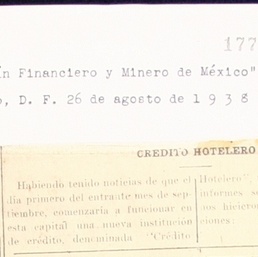 177
ín Financiero y Minero de México"
o, D. F. 26 de agosto de 1 9 3 8
CREDITO HOTELERO
Habiendo tenido noticias de que el
día primero del entrante mes de sep-
tiembre, comenzaría a funcionar en
esta capital una nueva institución
de crédito, denominada "Crédito
Hotelero",
informes s
nos hiciero
ciones: